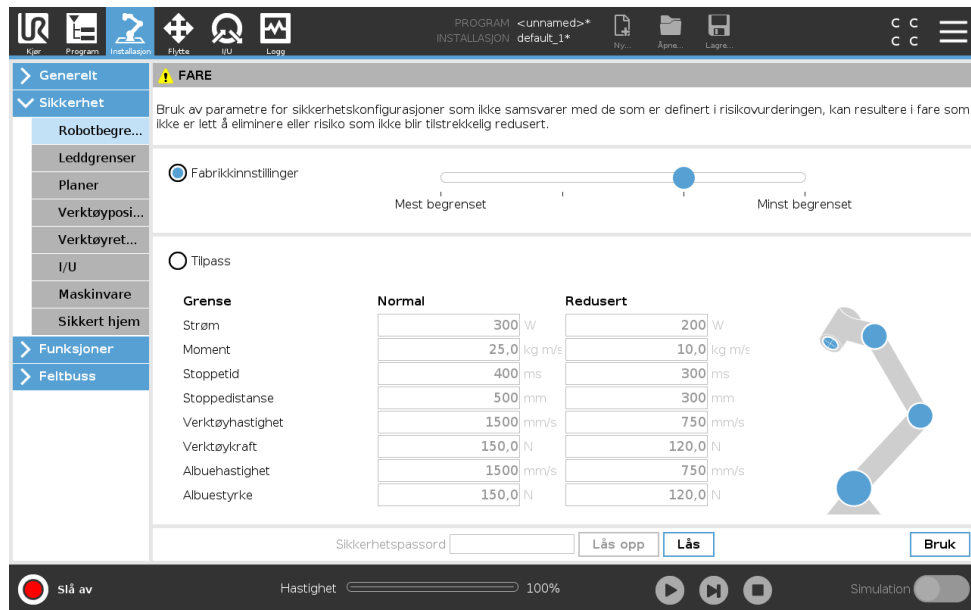 UR
PROGRAM <unnamed>*
INSTALLASJON default_1*
Kjør Program Installasjon Flytte I/U Logg
Ny... Åpne... Lagre...
C C
C C
Generelt
Sikkerhet
Robotbegre...
Leddgrenser
Planer
Verktøyposi...
Verktøyret...
I/U
Maskinvare
Sikkert hjem
Funksjoner
Feltbuss
FARE
Bruk av parametre for sikkerhetskonfigurasjoner som ikke samsvarer med de som er definert i risikovurderingen, kan resultere i fare som
ikke er lett å eliminere eller risiko som ikke blir tilstrekkelig redusert.
Fabrikkinnstillinger
Mest begrenset Minst begrenset
Tilpass
Grense Normal Redusert
Strøm 300 W 200 W
Moment 25,0 kg m/s 10,0 kg m/s
Stoppetid 400 ms 300 ms
Stoppedistanse 500 mm 300 mm
Verktøyhastighet 1500 mm/s 750 mm/s
Verktøykraft 150,0 N 120,0 N
Albuehastighet 1500 mm/s 750 mm/s
Albuestyrke 150,0 N 120,0 N
Sikkerhetspassord Lås opp Lås Bruk
Slå av Hastighet 100% Simulation